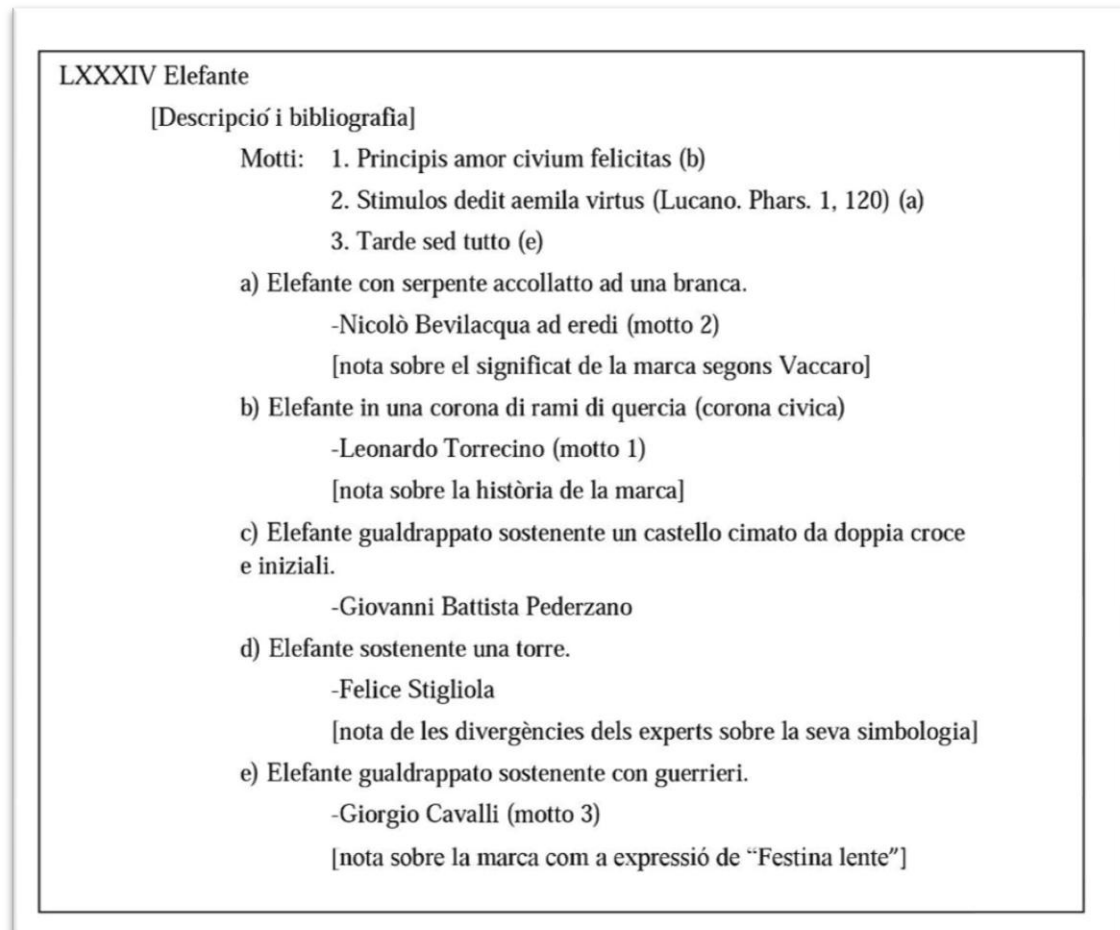 LXXXIV Elefante
[Descripció i bibliografia]
Motti: 1. Principis amor civium felicitas (b)
2. Stimulos dedit aemila virtus (Lucano. Phars. 1, 120) (a)
3. Tarde sed tutto (e)
a) Elefante con serpente accollatto ad una branca.
-Nicolò Bevilacqua ad eredi (motto 2)
[nota sobre el significat de la marca segons Vaccaro]
b) Elefante in una corona di rami di quercia (corona civica)
-Leonardo Torrecino (motto 1)
[nota sobre la història de la marca]
c) Elefante gualdrappato sostenente un castello cimato da doppia croce
e iniziali.
-Giovanni Battista Pederzano
d) Elefante sostenente una torre.
-Felice Stigliola
[nota de les divergències dels experts sobre la seva simbologia]
e) Elefante gualdrappato sostenente con guerrieri.
-Giorgio Cavalli (motto 3)
[nota sobre la marca com a expressió de “Festina lente”]